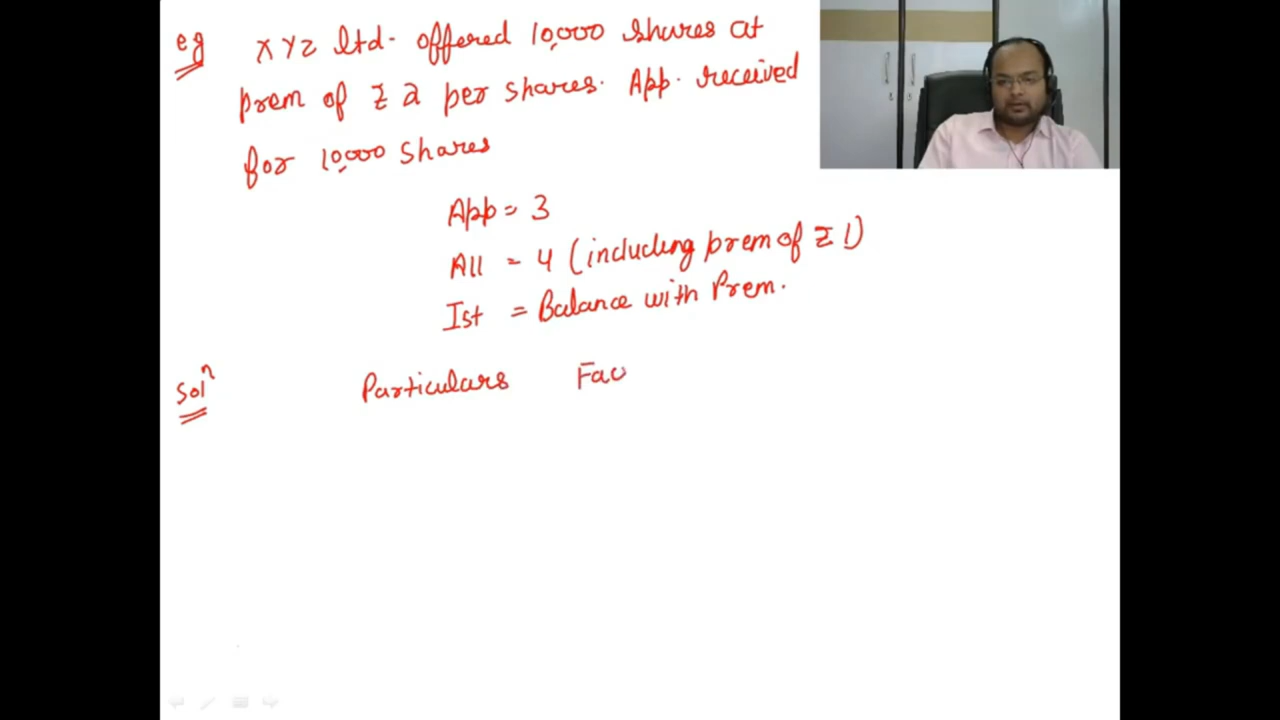 eg XYZ ltd. offered 10,000 shares at
prem of ₹ 2 per shares. App. received
for 10,000 shares
App = 3
All = 4 (including prem of ₹ 1)
Ist = Balance with Prem.
Solⁿ Particulars Fac